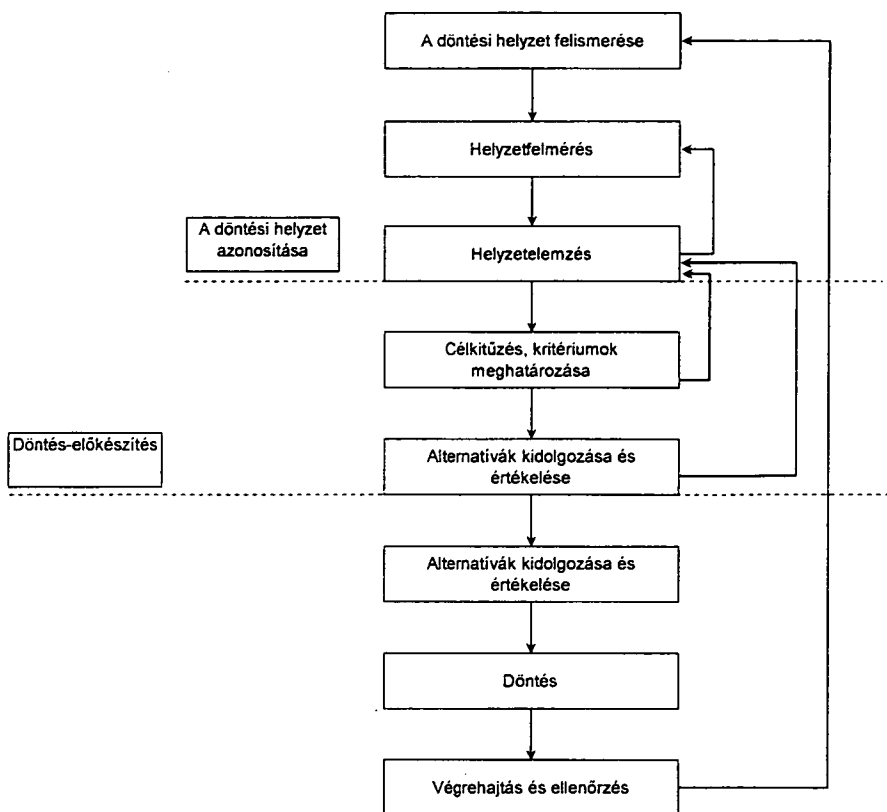 A döntési helyzet felismerése
Helyzetfelmérés
A döntési helyzet
azonosítása
Helyzetelemzés
Célkitűzés, kritériumok
meghatározása
Döntés-előkészítés
Alternatívák kidolgozása és
értékelése
Alternatívák kidolgozása és
értékelése
Döntés
Végrehajtás és ellenőrzés